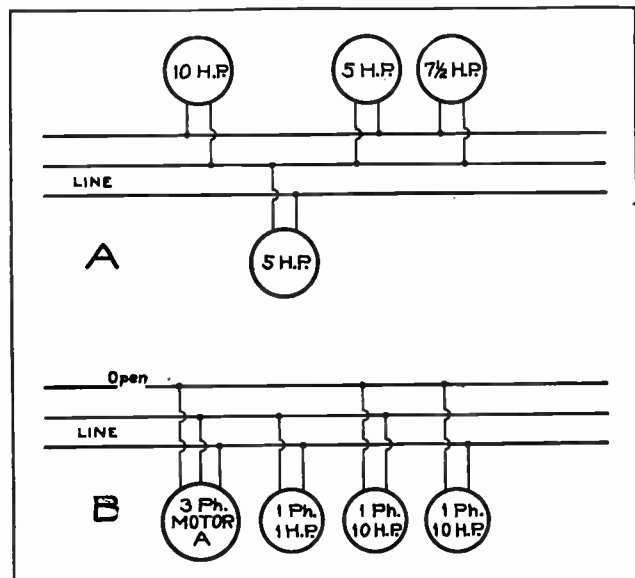 10 H.P.
5 H.P.
7½ H.P.
LINE
A
5 H.P.
Open
LINE
B
3 Ph.
MOTOR
A
1 Ph.
1 H.P.
1 Ph.
10 H.P.
1 Ph.
10 H.P.